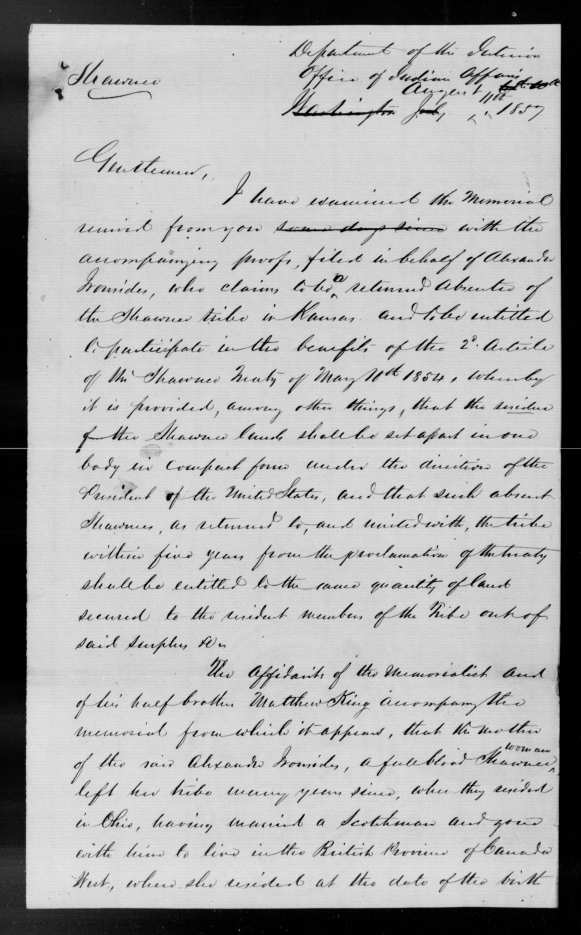 Department of the Interior
Office of Indian Affairs
Shawnee
August 11th
Washington July 1857
Gentlemen,
I have examined the Memorial
received from you some days since with the
accompanying proofs, filed in behalf of Alexander
Ironsides, who claims to be a returned absentee of
the Shawnee tribe in Kansas. and to be entitled
to participate in the benefits of the 2d. Article
of the Shawnee Treaty of May 10th 1854, whereby
it is provided, among other things, that the residue
of the Shawnee lands shall be set apart in one
body in compact form under the direction of the
President of the United States, and that such absent
Shawnees, as returned to, and united with, the tribe
within five years from the proclamation of the treaty
shall be entitled to the same quantity of land
secured to the resident members of the Tribe out of
said surplus &c
The Affidavits of the Memorialist and
of his half brother Matthew King accompany the
memorial from which it appears, that the mother
of the said Alexander Ironsides, a full blood Shawnee woman,
left her tribe many years since, when they resided
in Ohio, having married a Scotchman and gone
with him to live in the British Province of Canada
West, where she resided at the date of the birth